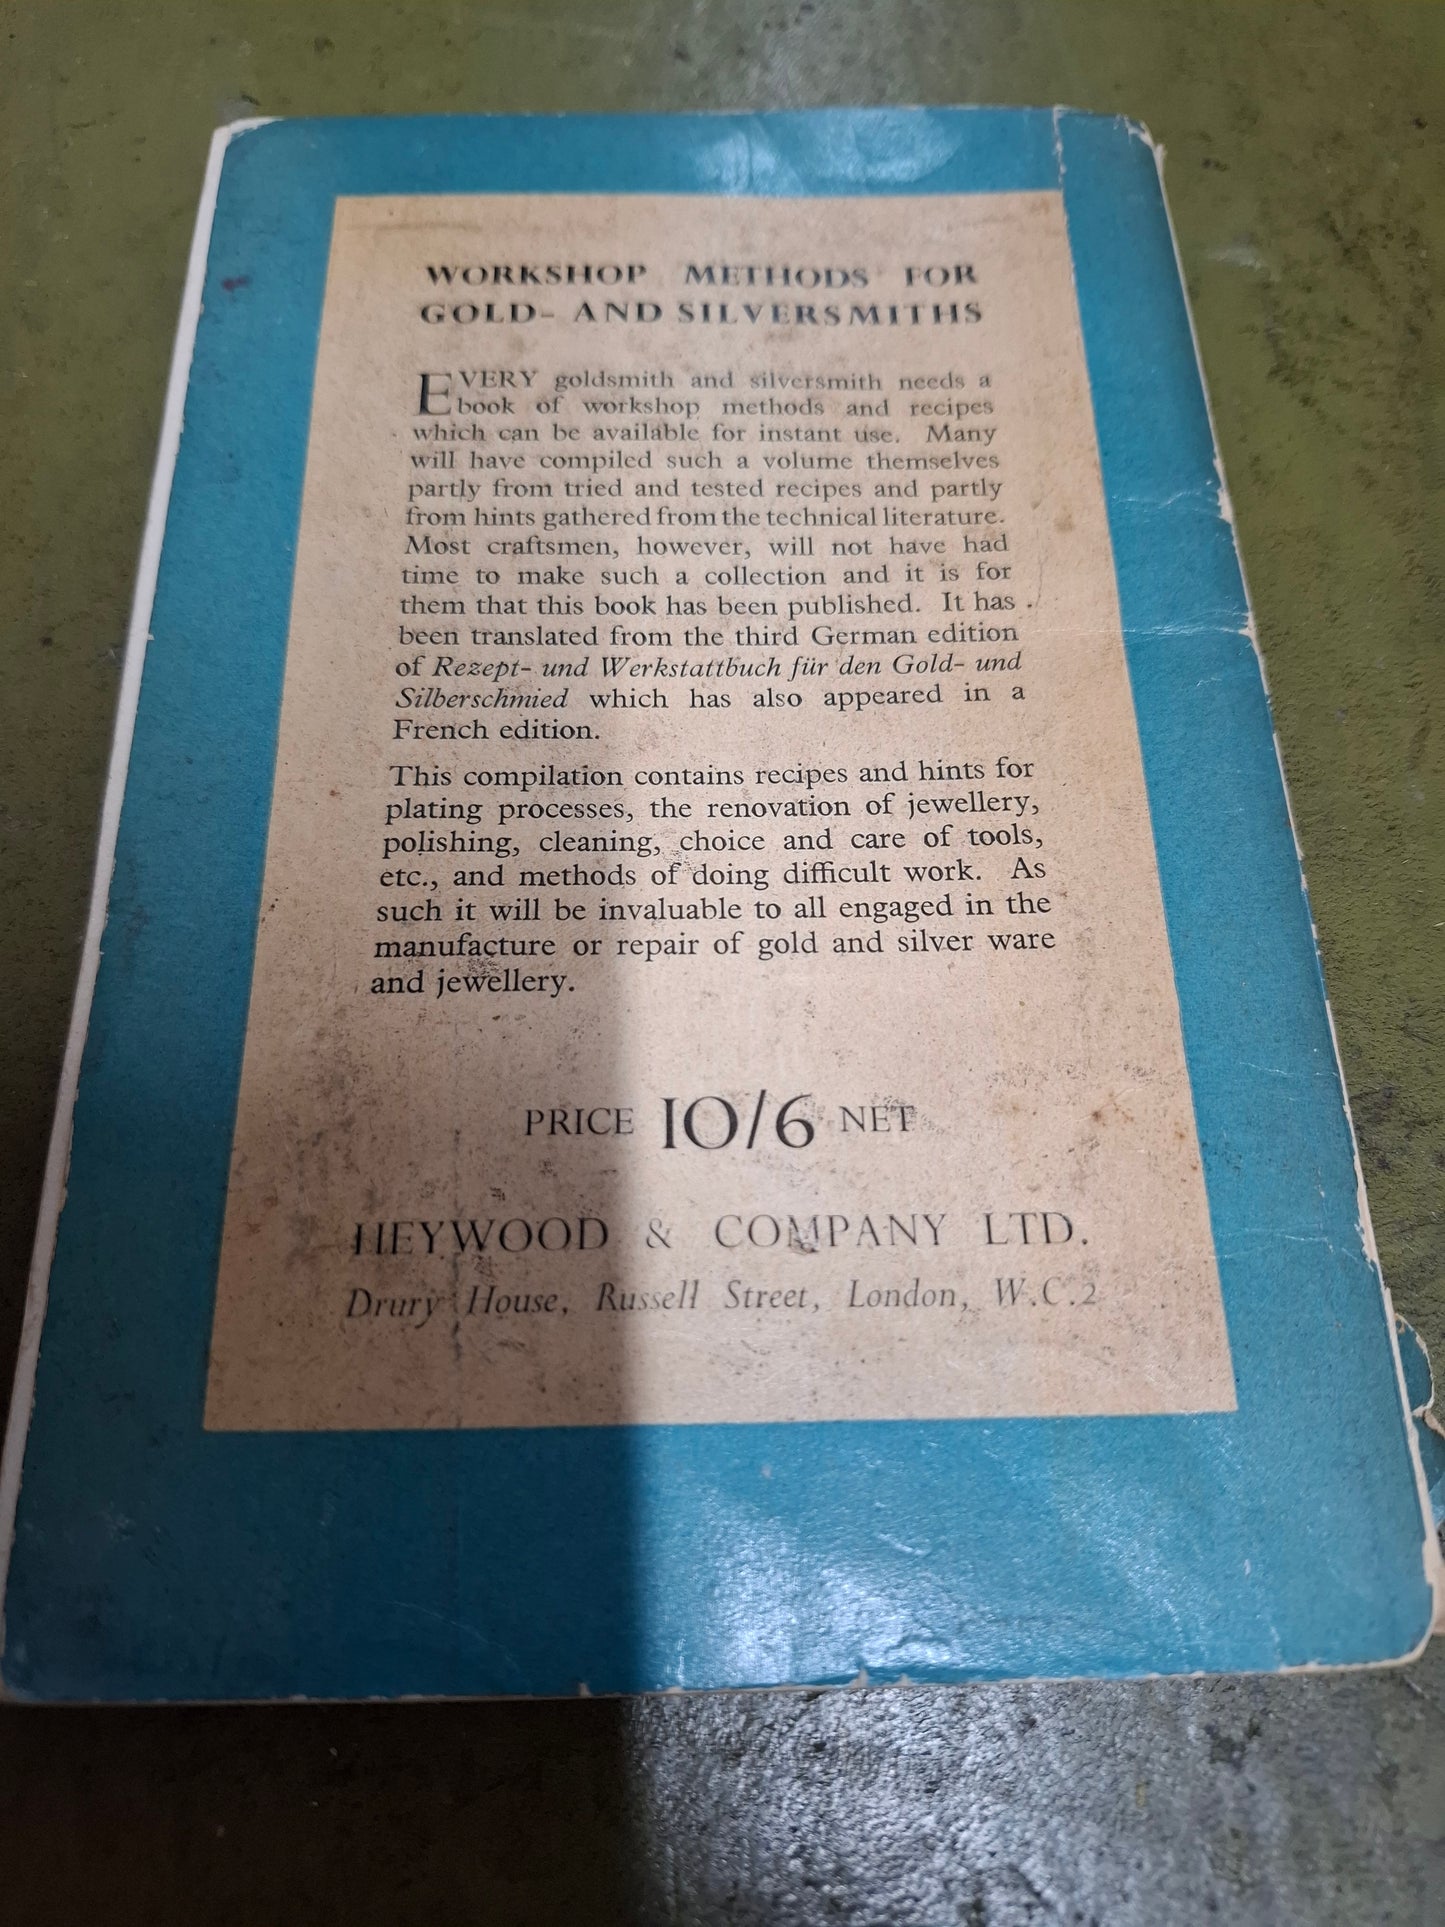 WORKSHOP METHODS FOR
GOLD- AND SILVERSMITHS
EVERY goldsmith and silversmith needs a
book of workshop methods and recipes
which can be available for instant use. Many
will have compiled such a volume themselves
partly from tried and tested recipes and partly
from hints gathered from the technical literature.
Most craftsmen, however, will not have had
time to make such a collection and it is for
them that this book has been published. It has
been translated from the third German edition
of Rezept- und Werkstattbuch für den Gold- und
Silberschmied which has also appeared in a
French edition.
This compilation contains recipes and hints for
plating processes, the renovation of jewellery,
polishing, cleaning, choice and care of tools,
etc., and methods of doing difficult work. As
such it will be invaluable to all engaged in the
manufacture or repair of gold and silver ware
and jewellery.
PRICE 10/6 NET
HEYWOOD & COMPANY LTD.
Drury House, Russell Street, London, W.C.2